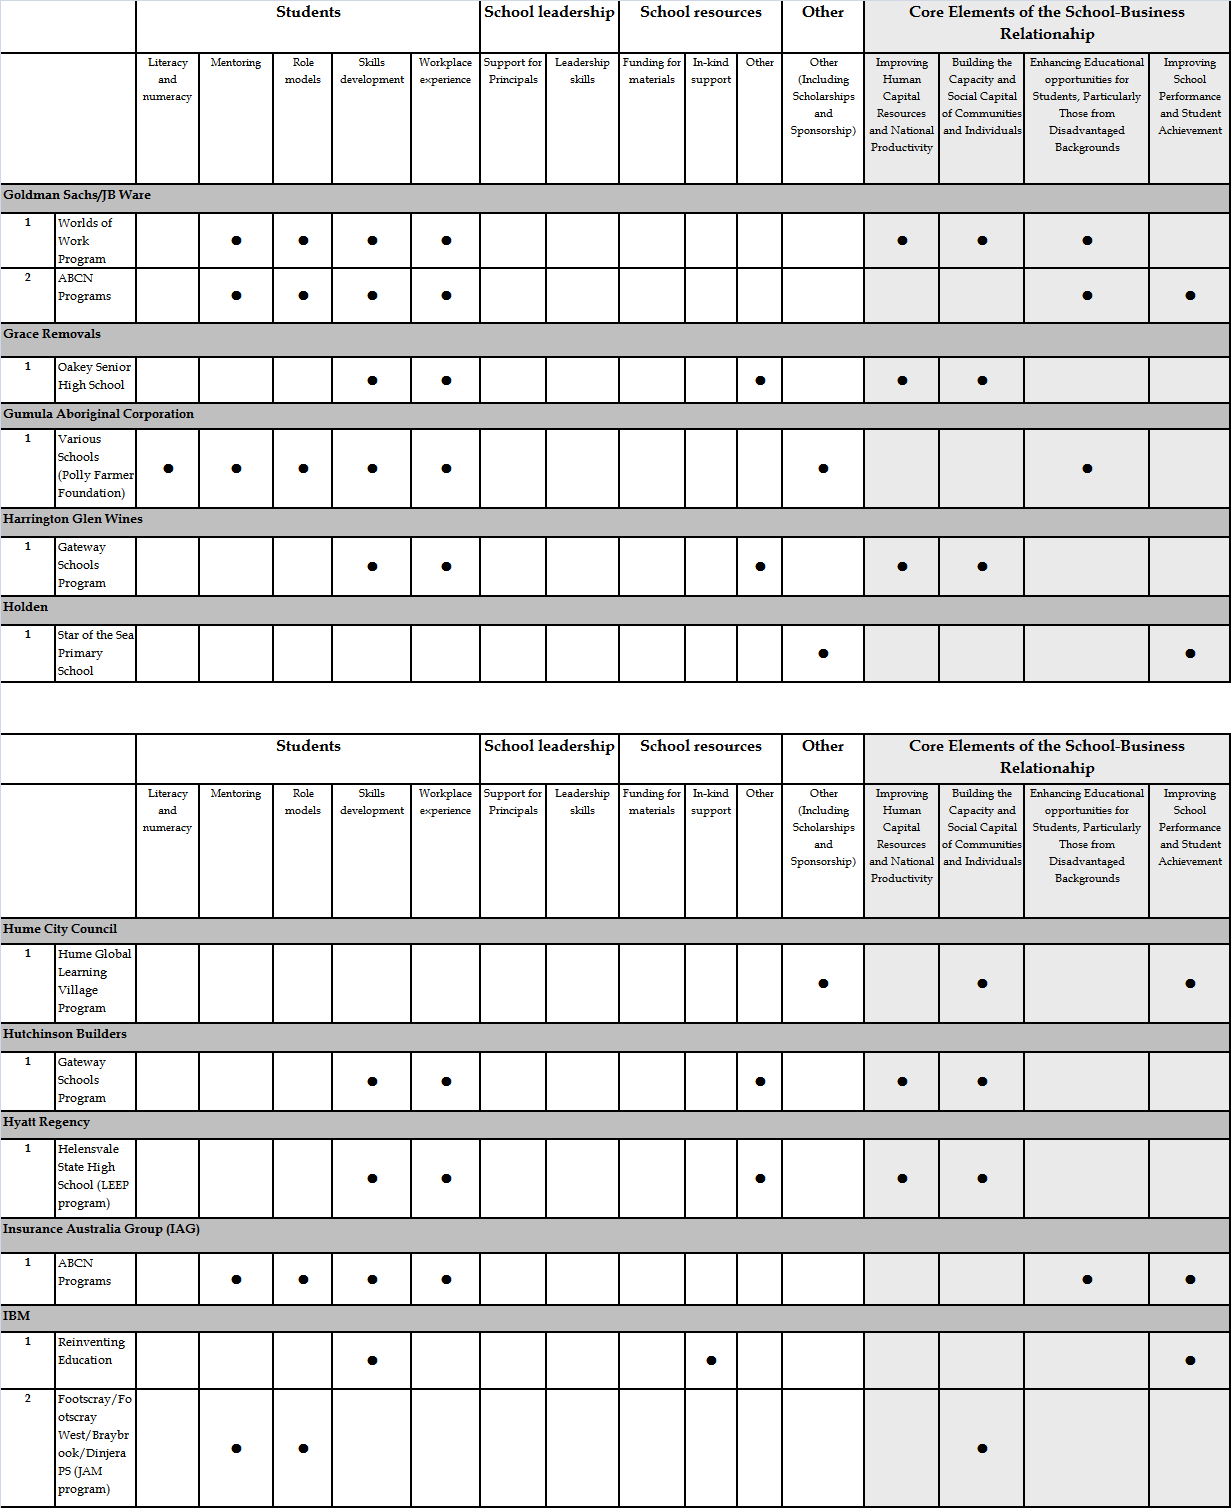 Students School leadership School resources Other Core Elements of the School-Business
Relationahip
Literacy Mentoring Role Skills Workplace Support for Leadership Funding for In-kind Other Other Improving Building the Enhancing Educational Improving
and models development experience Principals skills materials support (Including Human Capacity and opportunities for School
numeracy Scholarships Capital Social Capital Students, Particularly Performance
and Resources of Communities Those from and Student
Sponsorship) and National and Individuals Disadvantaged Achievement
Productivity Backgrounds
Goldman Sachs/JB Ware
1 Worlds of
Work
Program
● ● ● ● ● ● ●
2 ABCN
Programs
● ● ● ● ● ●
Grace Removals
1 Oakey Senior
High School
● ● ● ● ●
Gumula Aboriginal Corporation
1 Various
Schools
(Polly Farmer
Foundation)
● ● ● ● ● ● ●
Harrington Glen Wines
1 Gateway
Schools
Program
● ● ● ● ●
Holden
1 Star of the Sea
Primary
School
● ●
Students School leadership School resources Other Core Elements of the School-Business
Relationahip
Literacy Mentoring Role Skills Workplace Support for Leadership Funding for In-kind Other Other Improving Building the Enhancing Educational Improving
and models development experience Principals skills materials support (Including Human Capacity and opportunities for School
numeracy Scholarships Capital Social Capital Students, Particularly Performance
and Resources of Communities Those from and Student
Sponsorship) and National and Individuals Disadvantaged Achievement
Productivity Backgrounds
Hume City Council
1 Hume Global
Learning
Village
Program
● ● ●
Hutchinson Builders
1 Gateway
Schools
Program
● ● ● ● ●
Hyatt Regency
1 Helensvale
State High
School (LEEP
program)
● ● ● ● ●
Insurance Australia Group (IAG)
1 ABCN
Programs
● ● ● ● ● ●
IBM
1 Reinventing
Education
● ● ●
2 Footscray/Fo
otscray
West/Braybr
ook/Dinjera
PS (JAM
program)
● ● ●